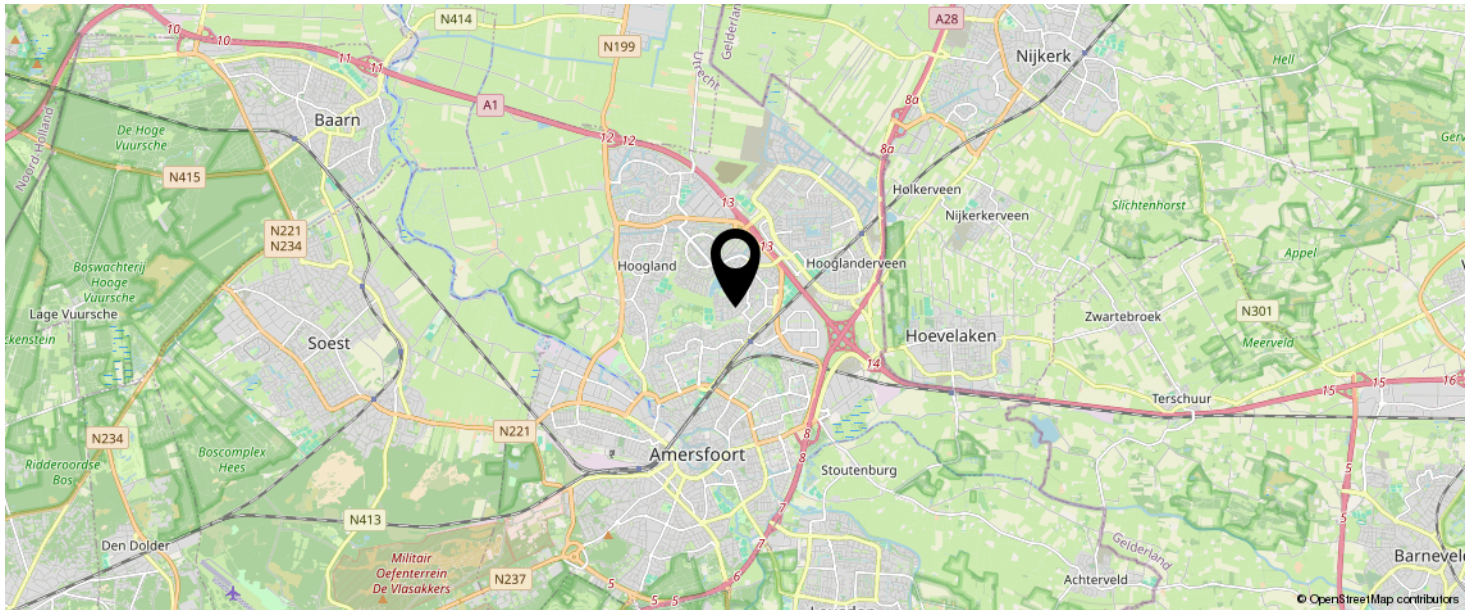 10
10
N414
N199
Gelderland
Utrecht
A28
Nijkerk
Hell
11
11
A1
8a
8a
Baarn
De Hoge
Vuursche
Noord-Holland
12
12
N415
Holkerveen
Nijkerkerveen
Slichtenhorst
13
13
N221
N234
Hoogland
Hooglanderveen
Appel
Boswachterij
Hooge
Vuursche
Lage Vuursche
Soest
Hoevelaken
Zwartebroek
N301
Meerveld
14
15
15
16
Terschuur
N234
N221
8
8
Ridderoordse
Bos
Boscomplex
Hees
Amersfoort
Stoutenburg
5
5
N413
7
7
Den Dolder
Militair
Oefenterrein
De Vlasakkers
N237
5
5
5
6
Gelderland
Achterveld
5
Barneveld
© OpenStreetMap contributors